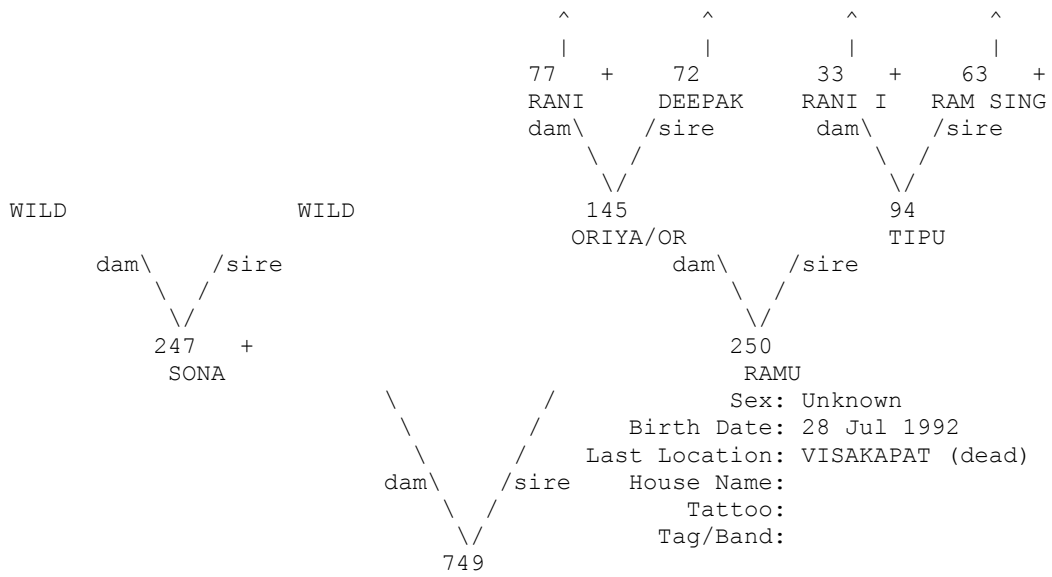 ^ ^ ^ ^
| | | |
77 + 72 33 + 63 +
RANI DEEPAK RANI I RAM SING
dam\ /sire dam\ /sire
\ / \ /
\/ \/
WILD WILD 145 94
ORIYA/OR TIPU
dam\ /sire dam\ /sire
\ / \ /
\/ \/
247 + 250
SONA RAMU
\ / Sex: Unknown
\ / Birth Date: 28 Jul 1992
\ / Last Location: VISAKAPAT (dead)
dam\ /sire House Name:
\ / Tattoo:
\/ Tag/Band:
749